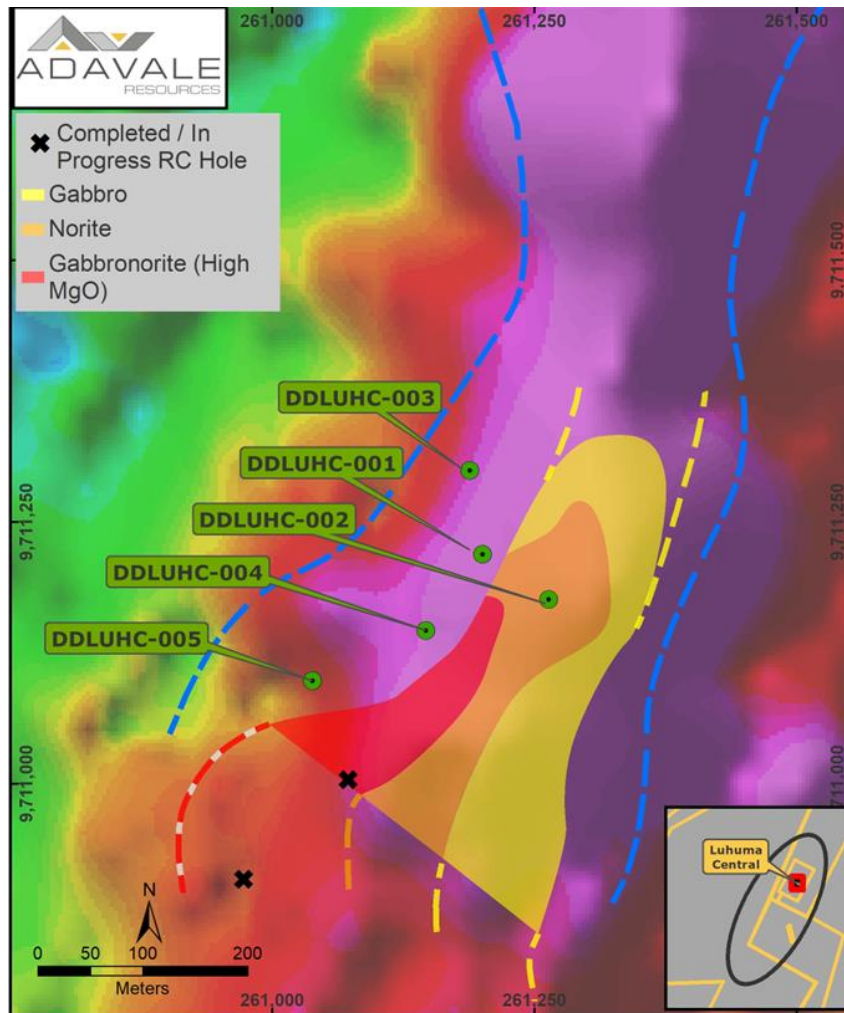 261,000
261,250
261,500
ADAVALE
RESOURCES
Completed / In
Progress RC Hole
Gabbro
Norite
Gabbronorite (High
MgO)
9,711,500
DDLUHC-003
DDLUHC-001
DDLUHC-002
DDLUHC-004
DDLUHC-005
9,711,250
9,711,250
9,711,000
9,711,000
Luhuma
Central
N
0 50 100 200
Meters
261,000
261,250